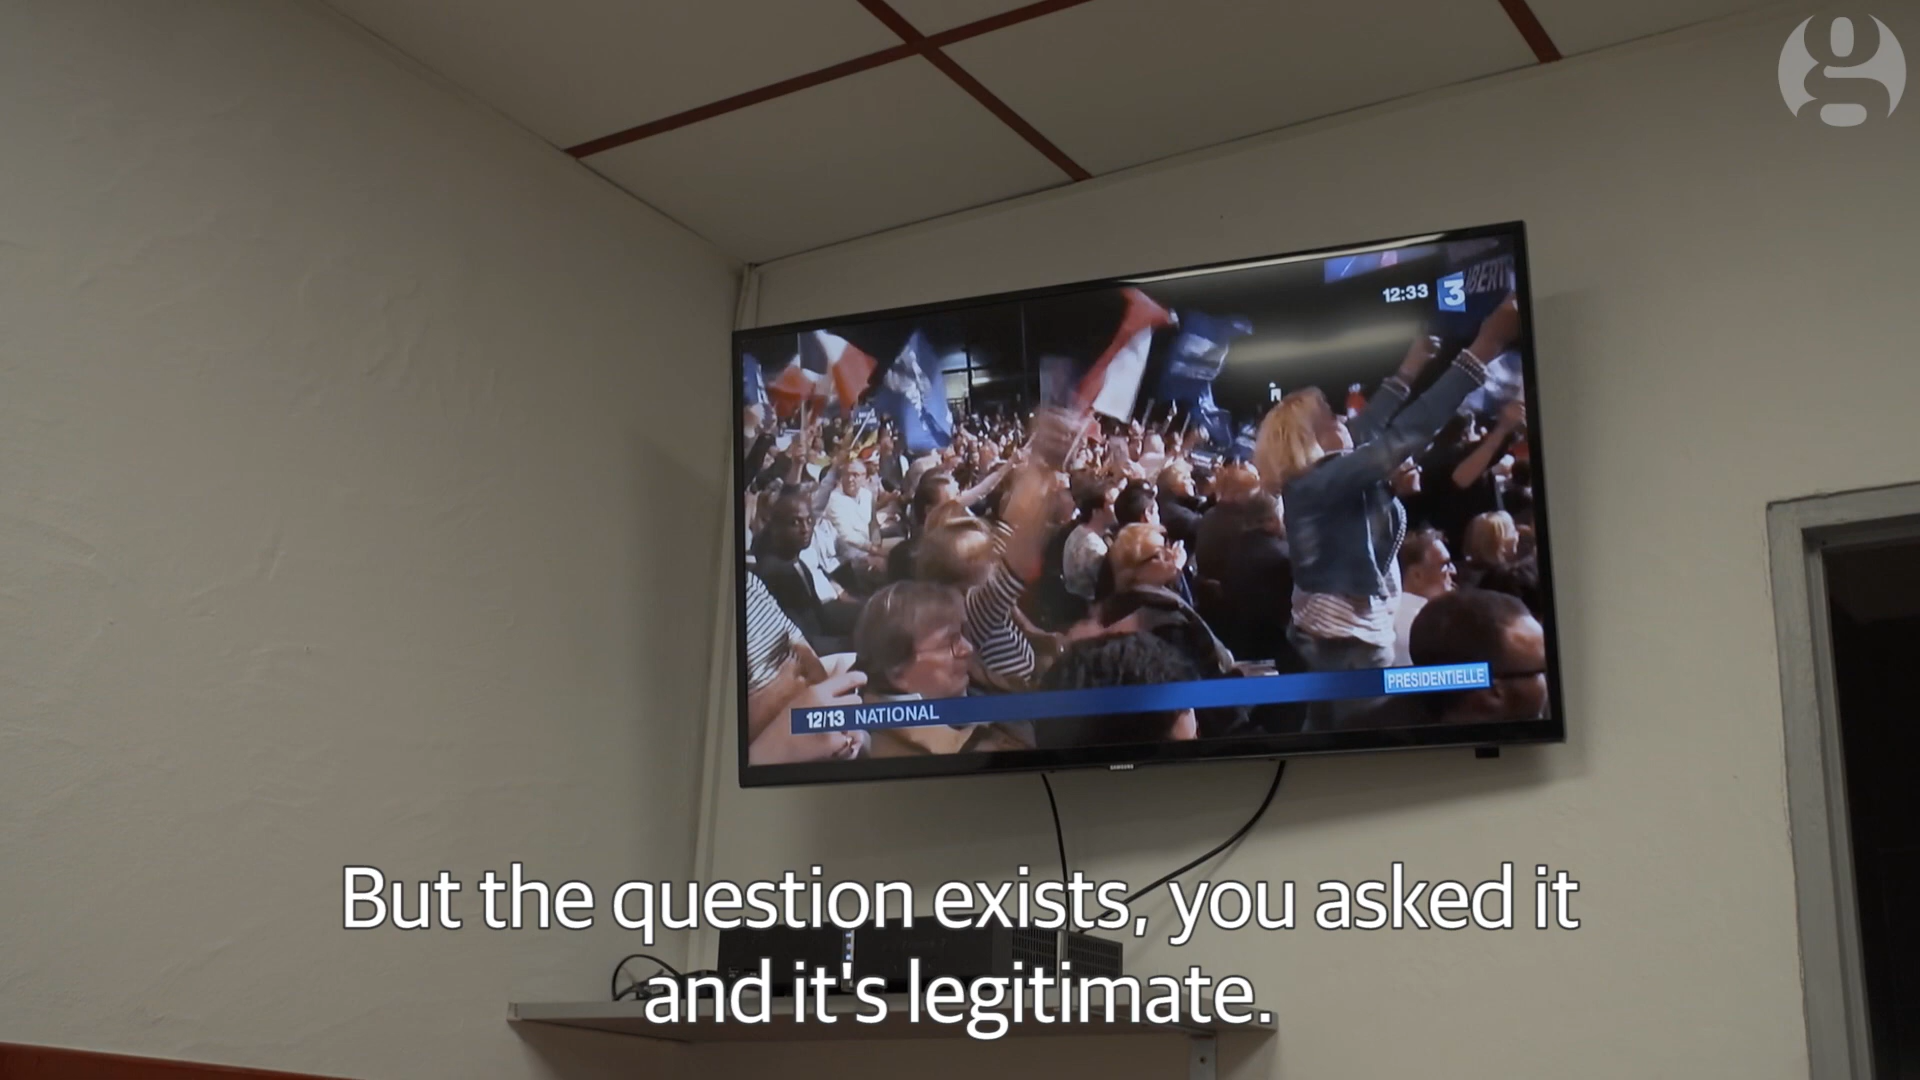 12:33 3
12/13 NATIONAL
PRESIDENTIELLE
SAMSUNG
But the question exists, you asked it
and it's legitimate.